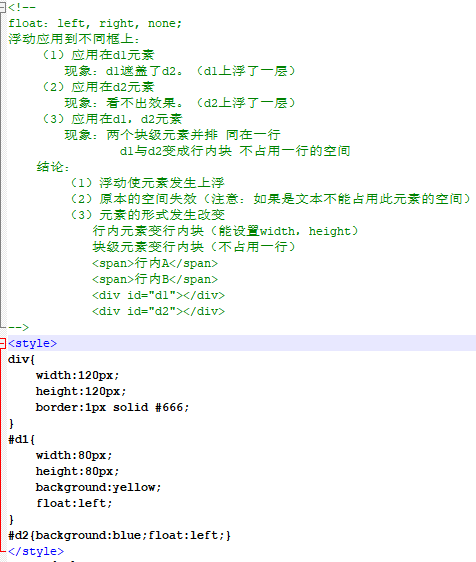 <!--
float: left, right, none;
浮动应用到不同框上：
（1）应用在d1元素
现象：d1遮盖了d2。（d1上浮了一层）
（2）应用在d2元素
现象：看不出效果。（d2上浮了一层）
（3）应用在d1，d2元素
现象：两个块级元素并排 同在一行
d1与d2变成行内块 不占用一行的空间
结论：
（1）浮动使元素发生上浮
（2）原本的空间失效（注意：如果是文本不能占用此元素的空间）
（3）元素的形式发生改变
行内元素变行内块（能设置width，height）
块级元素变行内块（不占用一行）
<span>行内A</span>
<span>行内B</span>
<div id="d1"></div>
<div id="d2"></div>
-->
<style>
div{
width:120px;
height:120px;
border:1px solid #666;
}
#d1{
width:80px;
height:80px;
background:yellow;
float:left;
}
#d2{background:blue;float:left;}
</style>